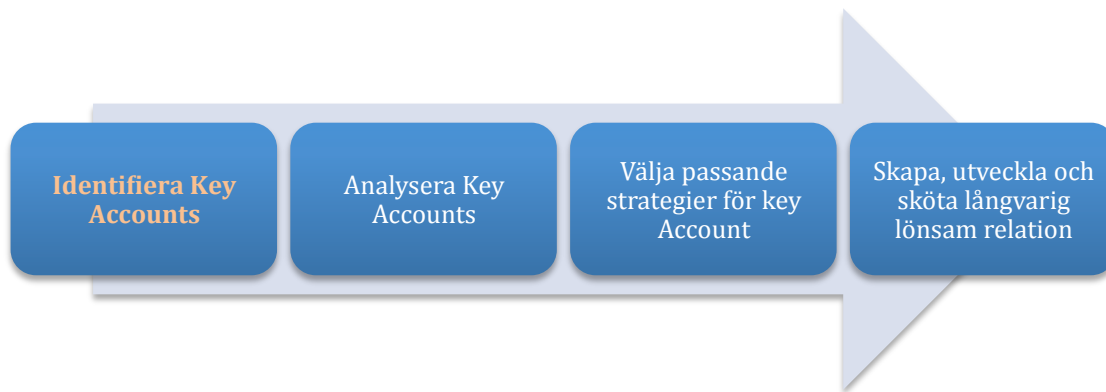 Identifiera Key
Accounts
Analysera Key
Accounts
Välja passande
strategier för key
Account
Skapa, utveckla och
sköta långvarig
lönsam relation